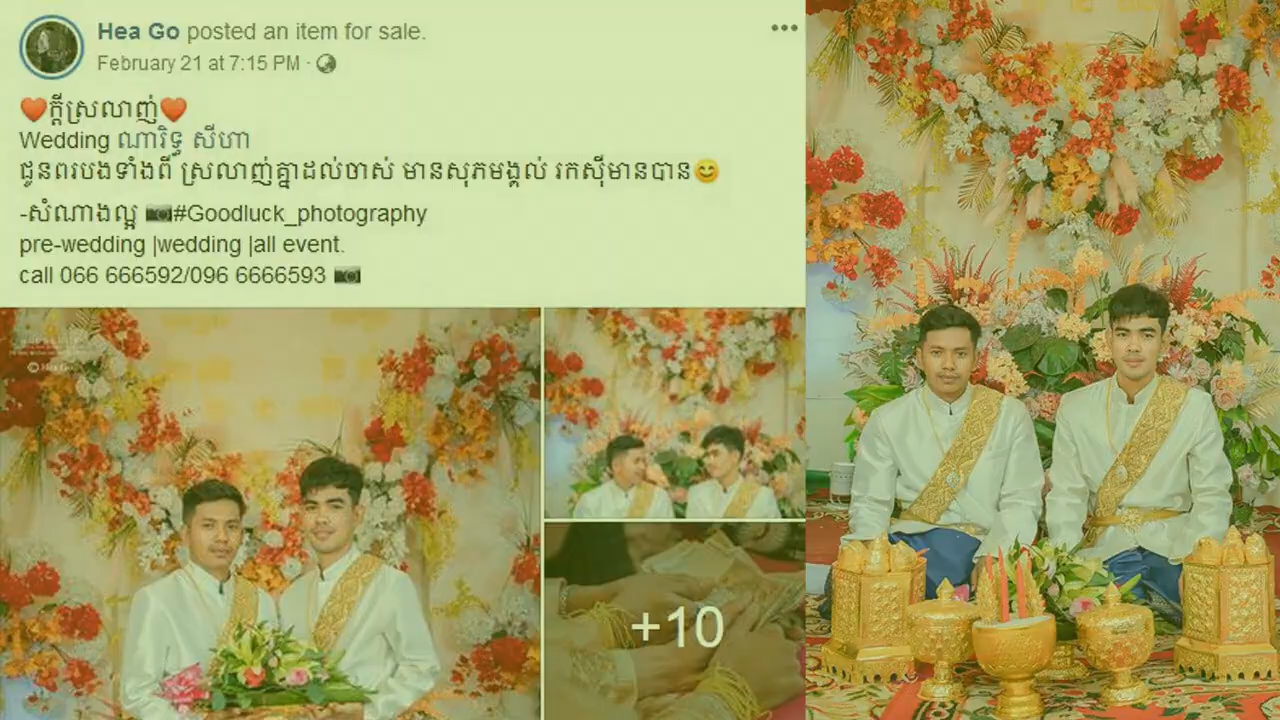 Hea Go posted an item for sale.
February 21 at 7:15 PM ·
❤️ក្តីស្រលាញ់❤️
Wedding ណារិទ្ធ សីហា
ជូនពរបងទាំងពី ស្រលាញ់គ្នាដល់ចាស់ មានសុភមង្គល់ រកស៊ីមានបាន😊
-សំណាងល្អ 📷#Goodluck_photography
pre-wedding |wedding |all event.
call 066 666592/096 6666593 📷
© Hea Go
+10